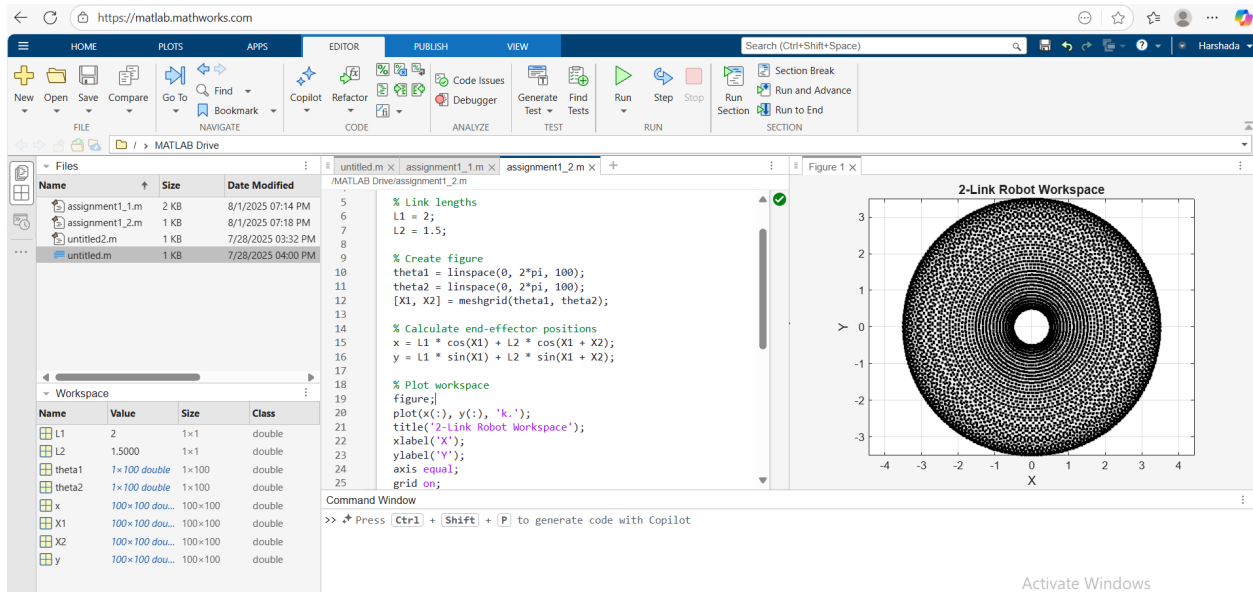 https://matlab.mathworks.com
HOME PLOTS APPS EDITOR PUBLISH VIEW Search (Ctrl+Shift+Space) Harshada
New Open Save Compare Go To Find Bookmark Copilot Refactor Code Issues Debugger Generate Test Find Tests Run Step Stop Run Section Section Break Run and Advance Run to End
FILE NAVIGATE CODE ANALYZE TEST RUN SECTION
/ › MATLAB Drive
Files
Name Size Date Modified
assignment1_1.m 2 KB 8/1/2025 07:14 PM
assignment1_2.m 1 KB 8/1/2025 07:18 PM
untitled2.m 1 KB 7/28/2025 03:32 PM
untitled.m 1 KB 7/28/2025 04:00 PM
Workspace
Name Value Size Class
L1 2 1×1 double
L2 1.5000 1×1 double
theta1 1×100 double 1×100 double
theta2 1×100 double 1×100 double
x 100×100 dou... 100×100 double
X1 100×100 dou... 100×100 double
X2 100×100 dou... 100×100 double
y 100×100 dou... 100×100 double
untitled.m × assignment1_1.m × assignment1_2.m × +
/MATLAB Drive/assignment1_2.m
5 % Link lengths
6 L1 = 2;
7 L2 = 1.5;
8
9 % Create figure
10 theta1 = linspace(0, 2*pi, 100);
11 theta2 = linspace(0, 2*pi, 100);
12 [X1, X2] = meshgrid(theta1, theta2);
13
14 % Calculate end-effector positions
15 x = L1 * cos(X1) + L2 * cos(X1 + X2);
16 y = L1 * sin(X1) + L2 * sin(X1 + X2);
17
18 % Plot workspace
19 figure;
20 plot(x(:), y(:), 'k.');
21 title('2-Link Robot Workspace');
22 xlabel('X');
23 ylabel('Y');
24 axis equal;
25 grid on;
Command Window
>> Press Ctrl + Shift + P to generate code with Copilot
Figure 1 ×
2-Link Robot Workspace
3
2
1
0
-1
-2
-3
Y
-4 -3 -2 -1 0 1 2 3 4
X
Activate Windows